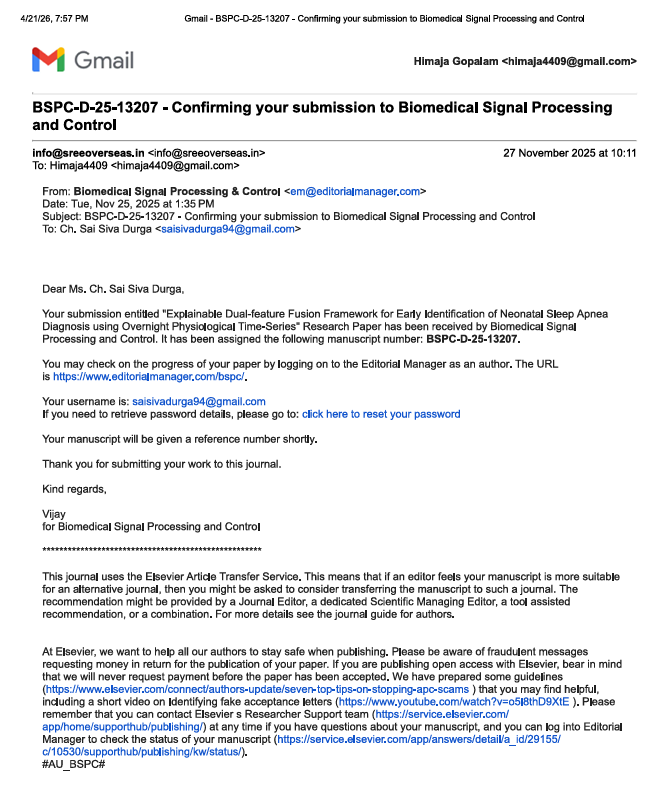 4/21/26, 7:57 PM
Gmail - BSPC-D-25-13207 - Confirming your submission to Biomedical Signal Processing and Control
Gmail
Himaja Gopalam <himaja4409@gmail.com>
BSPC-D-25-13207 - Confirming your submission to Biomedical Signal Processing
and Control
info@sreeoverseas.in <info@sreeoverseas.in>
27 November 2025 at 10:11
To: Himaja4409 <himaja4409@gmail.com>
From: Biomedical Signal Processing & Control <em@editorialmanager.com>
Date: Tue, Nov 25, 2025 at 1:35 PM
Subject: BSPC-D-25-13207 - Confirming your submission to Biomedical Signal Processing and Control
To: Ch. Sai Siva Durga <saisivadurga94@gmail.com>
Dear Ms. Ch. Sai Siva Durga,
Your submission entitled "Explainable Dual-feature Fusion Framework for Early Identification of Neonatal Sleep Apnea
Diagnosis using Overnight Physiological Time-Series" Research Paper has been received by Biomedical Signal
Processing and Control. It has been assigned the following manuscript number: BSPC-D-25-13207.
You may check on the progress of your paper by logging on to the Editorial Manager as an author. The URL
is https://www.editorialmanager.com/bspc/.
Your username is: saisivadurga94@gmail.com
If you need to retrieve password details, please go to: click here to reset your password
Your manuscript will be given a reference number shortly.
Thank you for submitting your work to this journal.
Kind regards,
Vijay
for Biomedical Signal Processing and Control
****************************************************
This journal uses the Elsevier Article Transfer Service. This means that if an editor feels your manuscript is more suitable
for an alternative journal, then you might be asked to consider transferring the manuscript to such a journal. The
recommendation might be provided by a Journal Editor, a dedicated Scientific Managing Editor, a tool assisted
recommendation, or a combination. For more details see the journal guide for authors.
At Elsevier, we want to help all our authors to stay safe when publishing. Please be aware of fraudulent messages
requesting money in return for the publication of your paper. If you are publishing open access with Elsevier, bear in mind
that we will never request payment before the paper has been accepted. We have prepared some guidelines
(https://www.elsevier.com/connect/authors-update/seven-top-tips-on-stopping-apc-scams ) that you may find helpful,
including a short video on Identifying fake acceptance letters (https://www.youtube.com/watch?v=o5l8thD9XtE ). Please
remember that you can contact Elsevier s Researcher Support team (https://service.elsevier.com/
app/home/supporthub/publishing/) at any time if you have questions about your manuscript, and you can log into Editorial
Manager to check the status of your manuscript (https://service.elsevier.com/app/answers/detail/a_id/29155/
c/10530/supporthub/publishing/kw/status/).
#AU_BSPC#